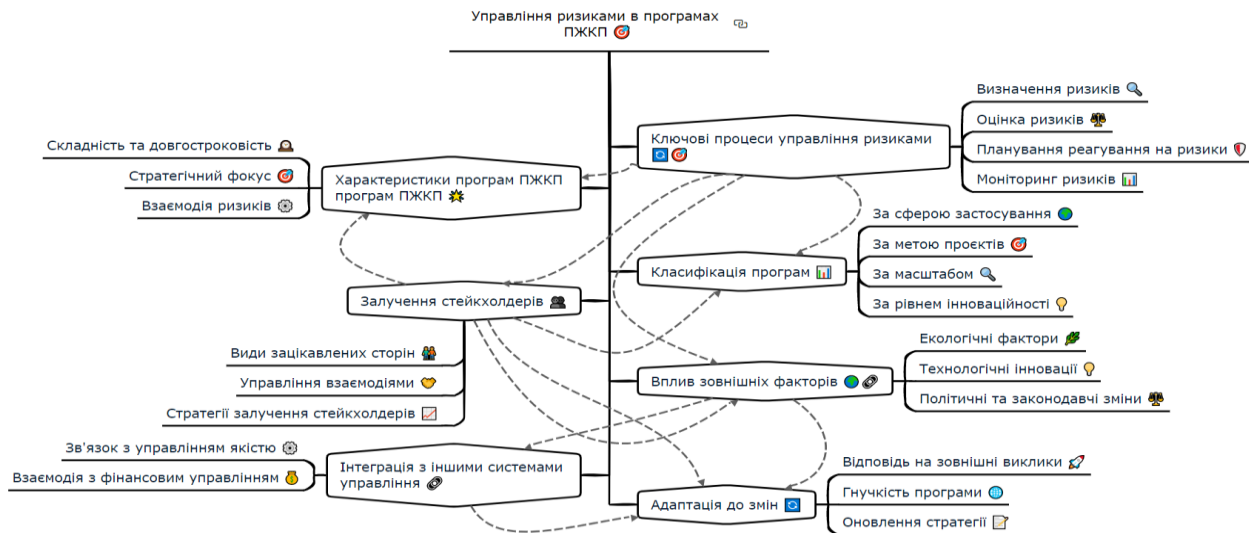 Управління ризиками в програмах
ПЖКП
Ключові процеси управління ризиками
Визначення ризиків
Оцінка ризиків
Планування реагування на ризики
Моніторинг ризиків
Характеристики програм ПЖКП
програм ПЖКП
Складність та довгостроковість
Стратегічний фокус
Взаємодія ризиків
Класифікація програм
За сферою застосування
За метою проєктів
За масштабом
За рівнем інноваційності
Залучення стейкхолдерів
Види зацікавлених сторін
Управління взаємодіями
Стратегії залучення стейкхолдерів
Вплив зовнішніх факторів
Екологічні фактори
Технологічні інновації
Політичні та законодавчі зміни
Інтеграція з іншими системами
управління
Зв'язок з управлінням якістю
Взаємодія з фінансовим управлінням
Адаптація до змін
Відповідь на зовнішні виклики
Гнучкість програми
Оновлення стратегії